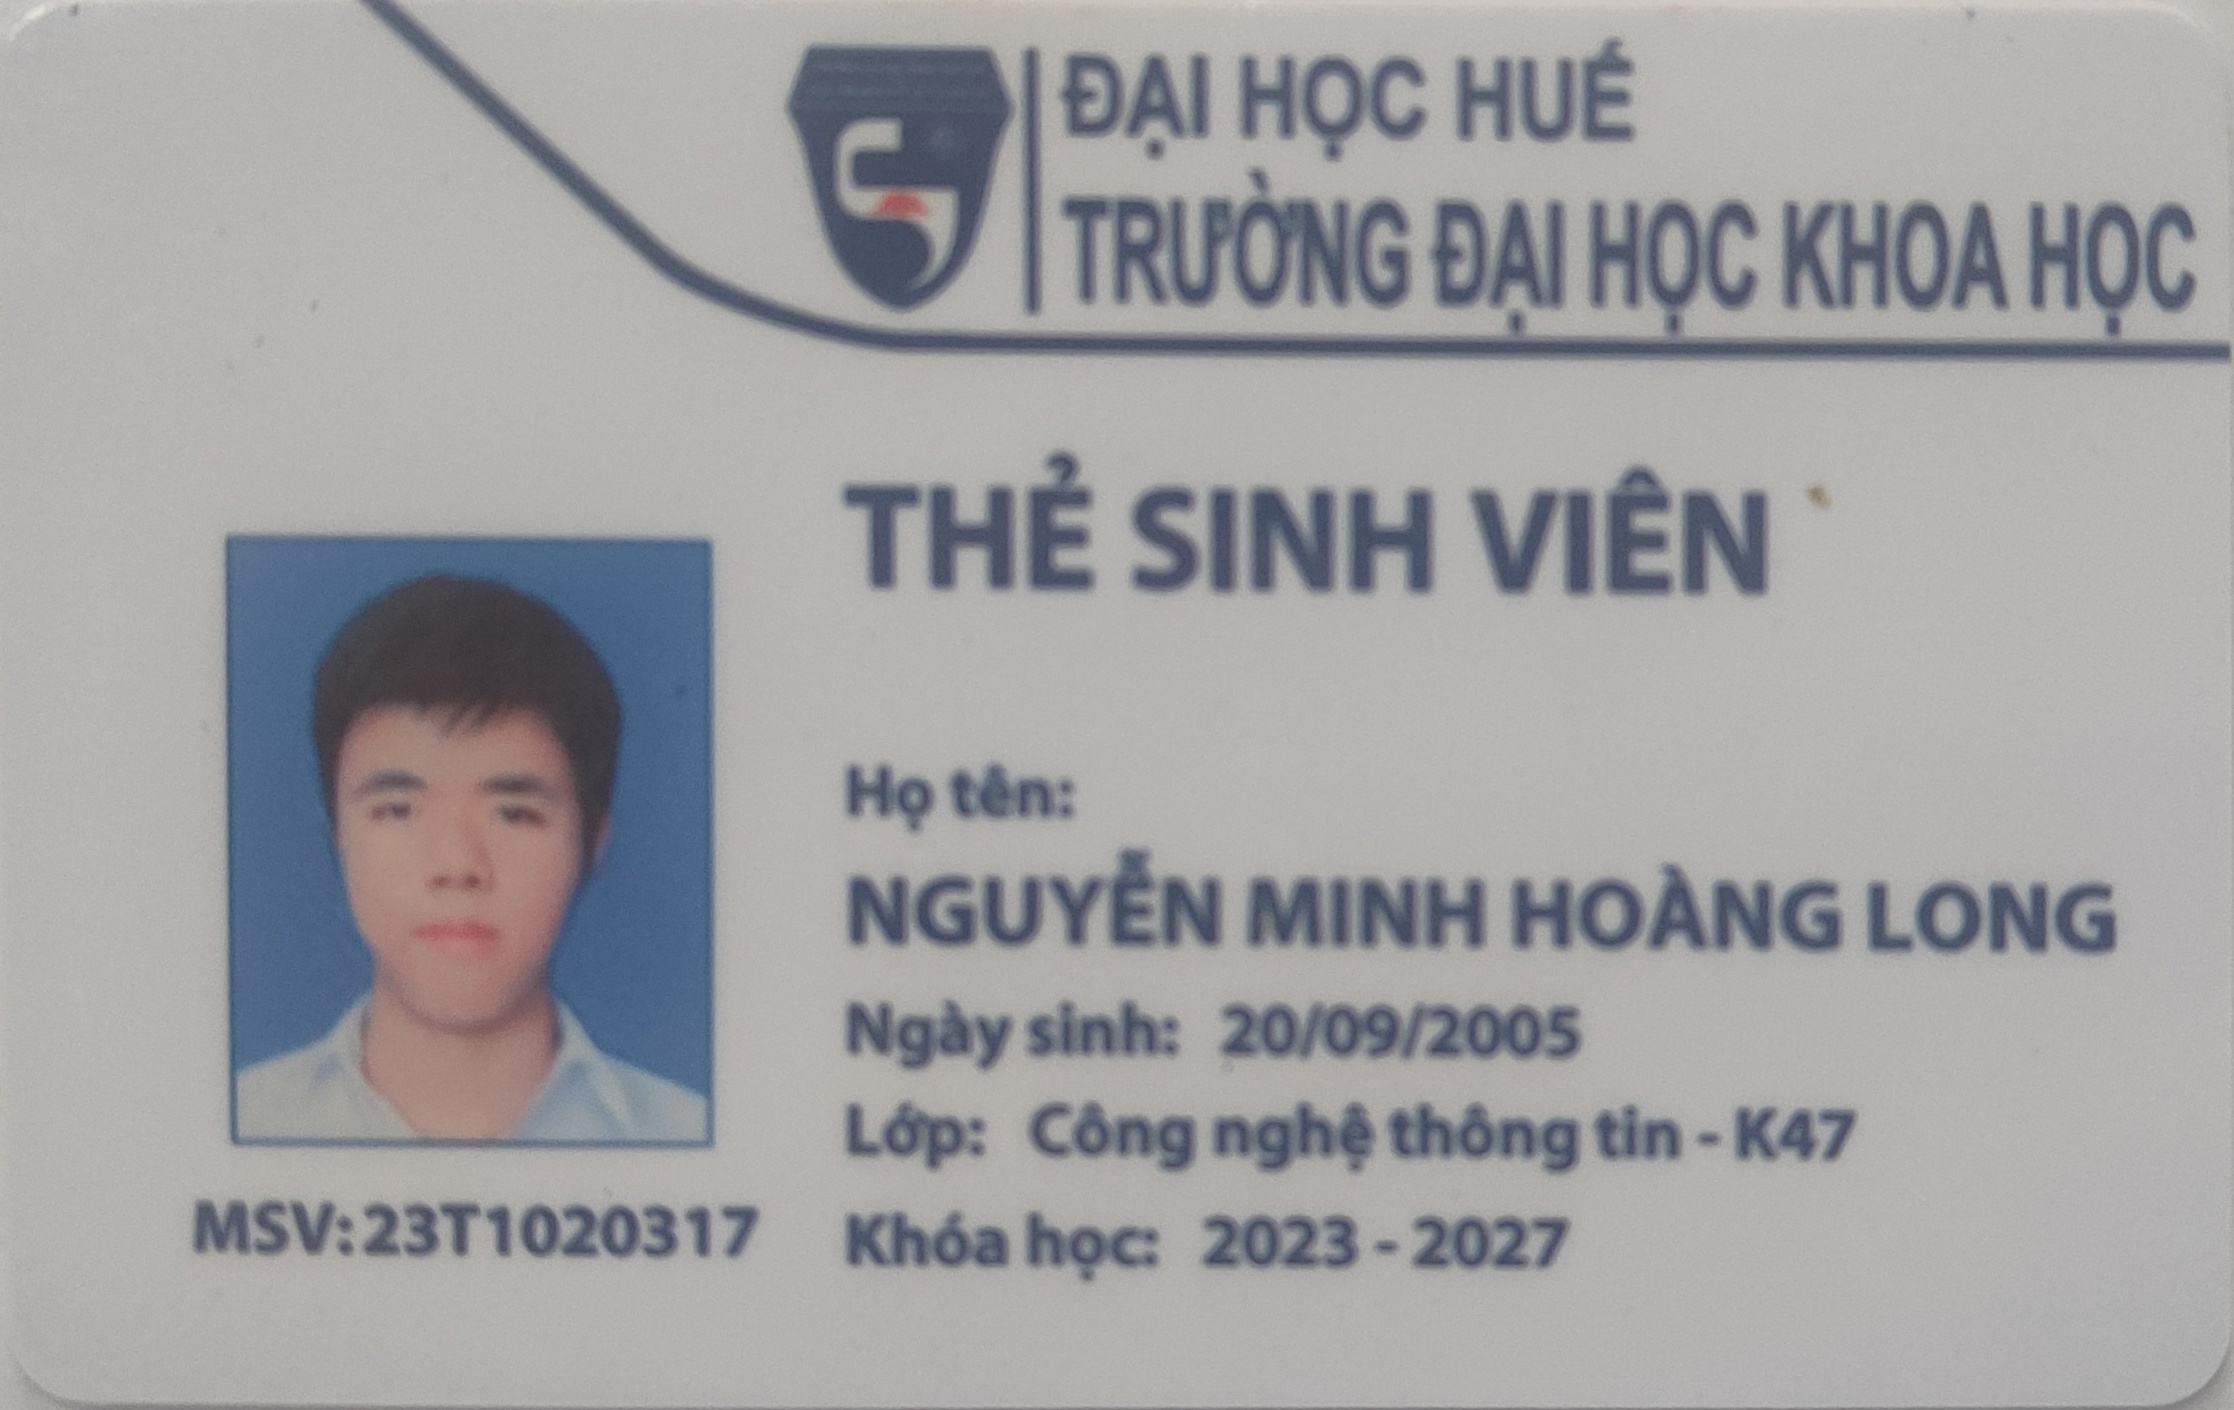 ĐẠI HỌC HUẾ
TRƯỜNG ĐẠI HỌC KHOA HỌC
THẺ SINH VIÊN
Họ tên:
NGUYỄN MINH HOÀNG LONG
Ngày sinh: 20/09/2005
Lớp: Công nghệ thông tin - K47
Khóa học: 2023 - 2027
MSV:23T1020317